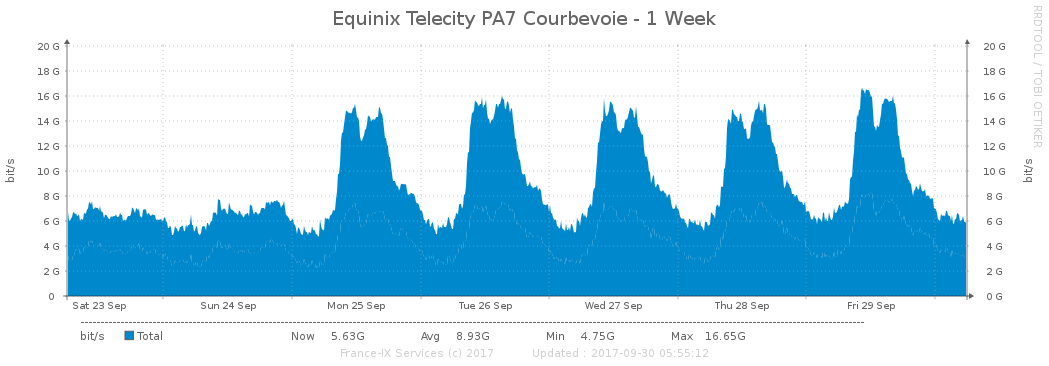 Equinix Telecity PA7 Courbevoie - 1 Week
RRDTOOL / TOBI OETIKER
20 G 20 G
18 G 18 G
16 G 16 G
14 G 14 G
12 G 12 G
10 G 10 G
8 G 8 G
6 G 6 G
4 G 4 G
2 G 2 G
0 0 G
bit/s bit/s
Sat 23 Sep Sun 24 Sep Mon 25 Sep Tue 26 Sep Wed 27 Sep Thu 28 Sep Fri 29 Sep
bit/s Total Now 5.63G Avg 8.93G Min 4.75G Max 16.65G
France-IX Services (c) 2017 Updated : 2017-09-30 05:55:12